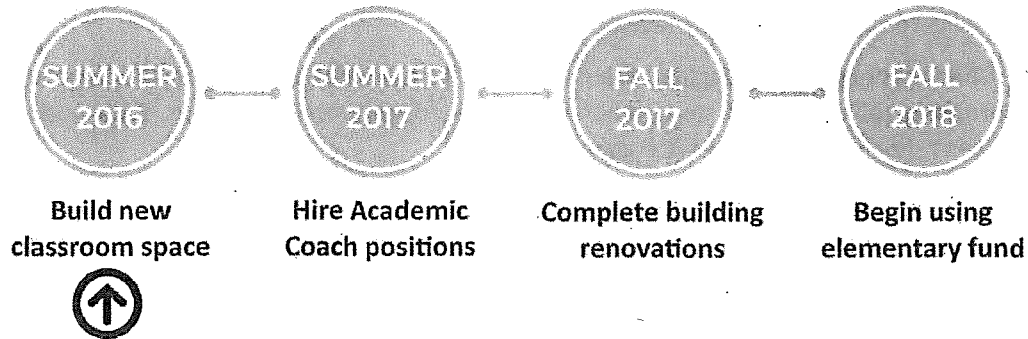 SUMMER
2016
SUMMER
2017
FALL
2017
FALL
2018
Build new
classroom space
Hire Academic
Coach positions
Complete building
renovations
Begin using
elementary fund